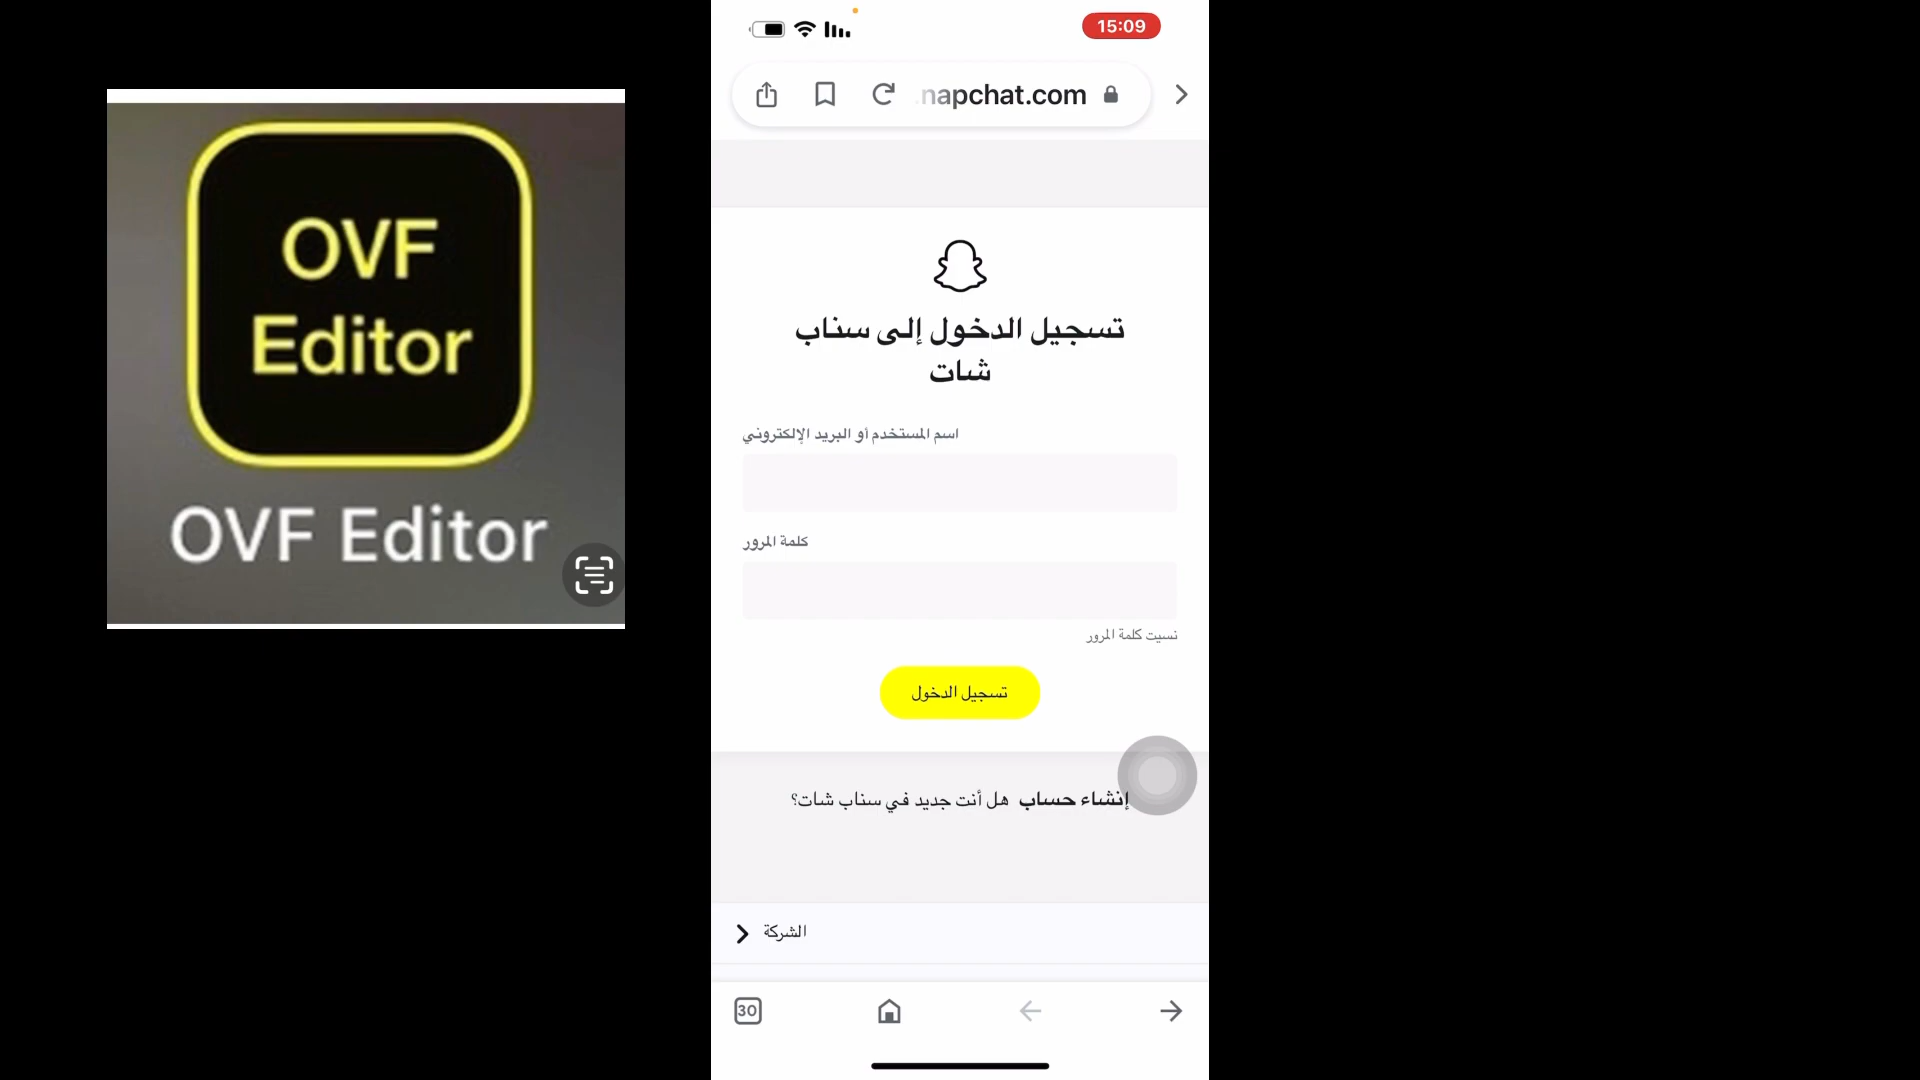 OVF
Editor
OVF Editor
15:09
napchat.com
تسجيل الدخول إلى سناب
شات
اسم المستخدم أو البريد الإلكتروني
كلمة المرور
نسيت كلمة المرور
تسجيل الدخول
هل أنت جديد في سناب شات؟ إنشاء حساب
الشركة
30